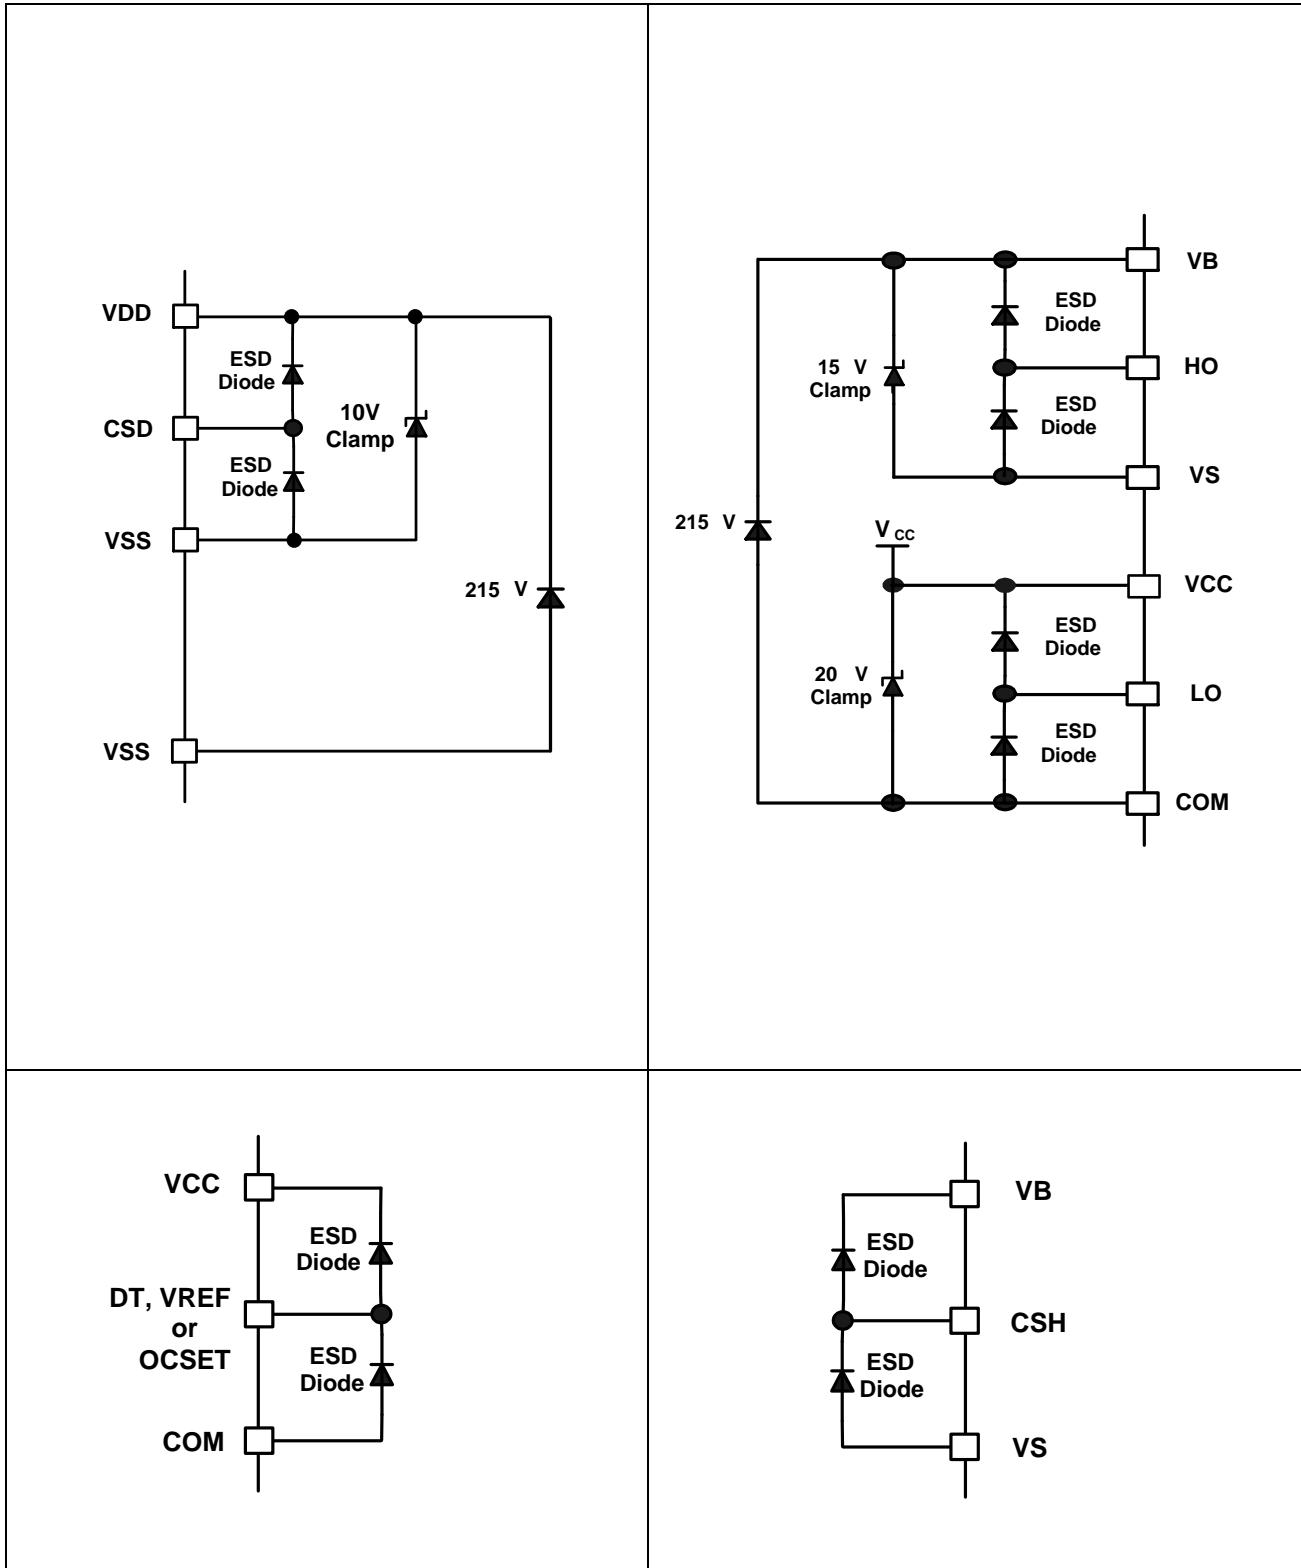 VDD
ESD
Diode
CSD
10V
Clamp
ESD
Diode
VSS
215 V
VSS
VB
ESD
Diode
15 V
Clamp
HO
ESD
Diode
VS
215 V
V CC
VCC
ESD
Diode
20 V
Clamp
LO
ESD
Diode
COM
VCC
ESD
Diode
DT, VREF
or
OCSET
ESD
Diode
COM
VB
ESD
Diode
CSH
ESD
Diode
VS